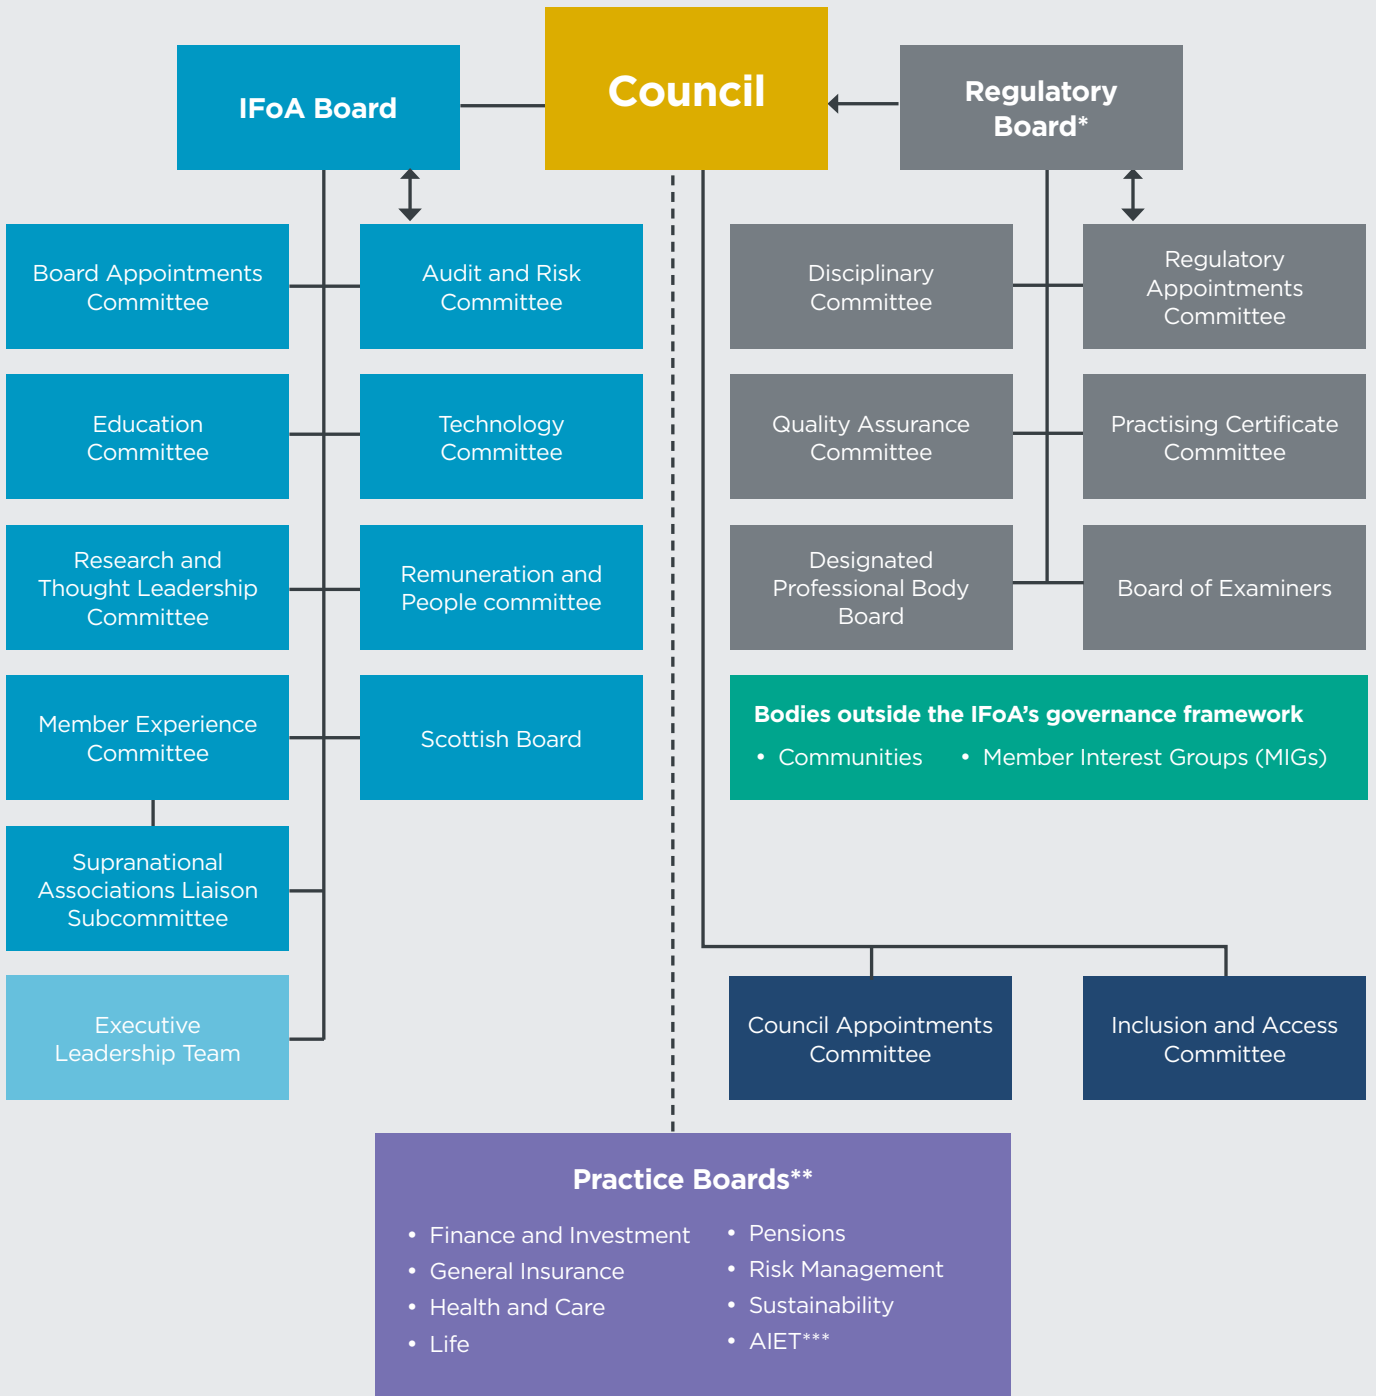 IFoA Board
Council
Regulatory
Board*
Board Appointments
Committee
Audit and Risk
Committee
Disciplinary
Committee
Regulatory
Appointments
Committee
Education
Committee
Technology
Committee
Quality Assurance
Committee
Practising Certificate
Committee
Research and
Thought Leadership
Committee
Remuneration and
People committee
Designated
Professional Body
Board
Board of Examiners
Member Experience
Committee
Scottish Board
Bodies outside the IFoA’s governance framework
• Communities
• Member Interest Groups (MIGs)
Supranational
Associations Liaison
Subcommittee
Executive
Leadership Team
Council Appointments
Committee
Inclusion and Access
Committee
Practice Boards**
• Finance and Investment
• General Insurance
• Health and Care
• Life
• Pensions
• Risk Management
• Sustainability
• AIET***